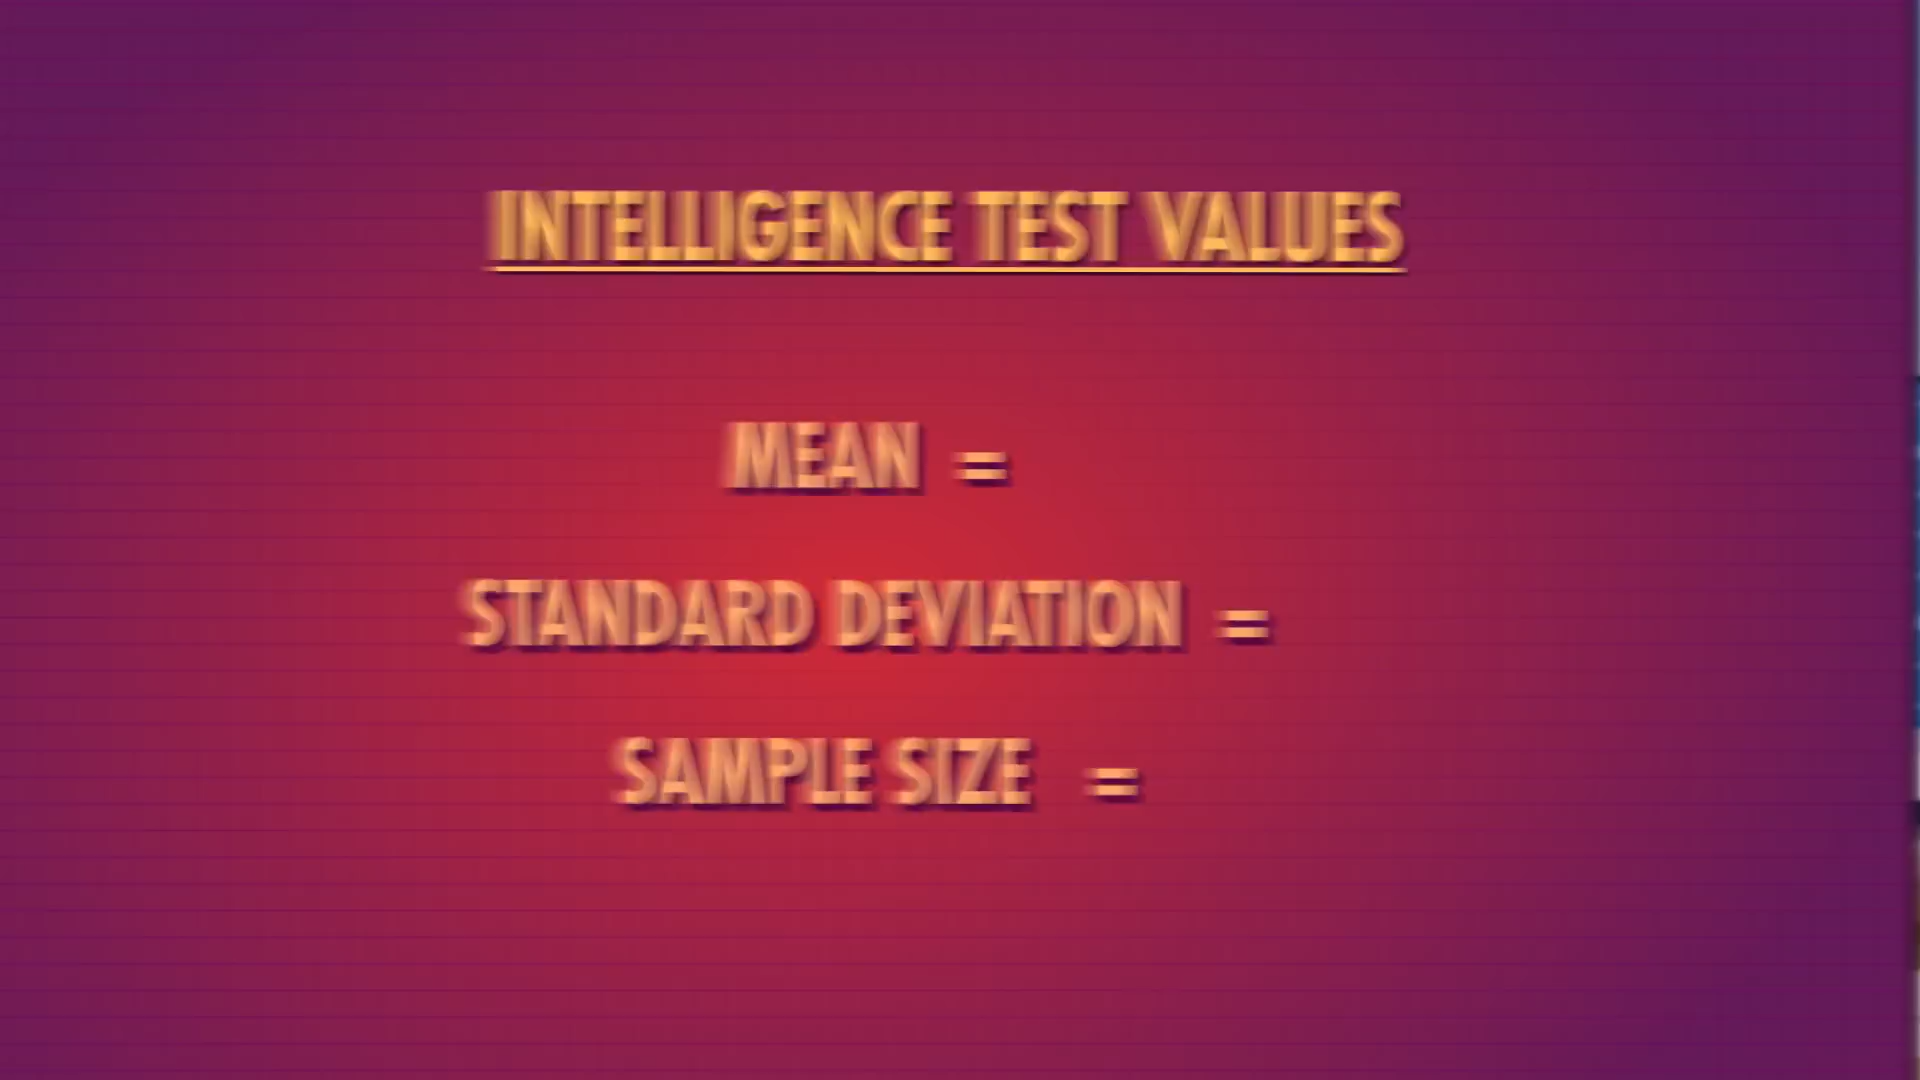 INTELLIGENCE TEST VALUES
MEAN =
STANDARD DEVIATION =
SAMPLE SIZE =